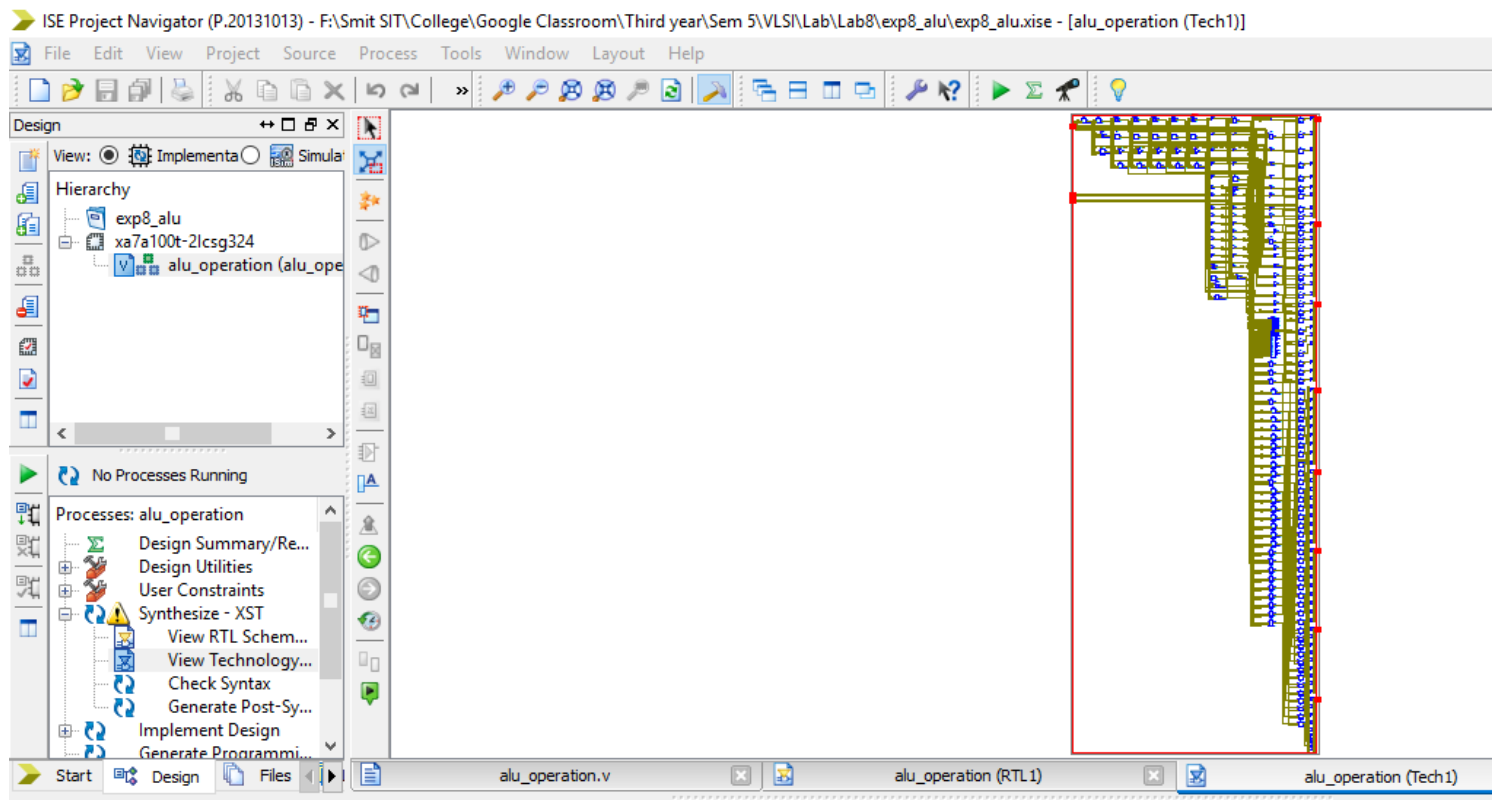 ISE Project Navigator (P.20131013) - F:\Smit SIT\College\Google Classroom\Third year\Sem 5\VLSI\Lab\Lab8\exp8_alu\exp8_alu.xise - [alu_operation (Tech1)]
File Edit View Project Source Process Tools Window Layout Help
Design
View: Implementa Simula
Hierarchy
exp8_alu
xa7a100t-2lcsg324
alu_operation (alu_ope
No Processes Running
Processes: alu_operation
Design Summary/Re...
Design Utilities
User Constraints
Synthesize - XST
View RTL Schem...
View Technology...
Check Syntax
Generate Post-Sy...
Implement Design
Generate Programmi...
Start Design Files alu_operation.v alu_operation (RTL1) alu_operation (Tech1)